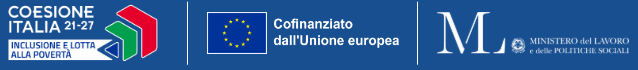 COESIONE
ITALIA 21-27
INCLUSIONE E LOTTA
ALLA POVERTÀ
Cofinanziato
dall'Unione europea
ML
MINISTERO del LAVORO
e delle POLITICHE SOCIALI